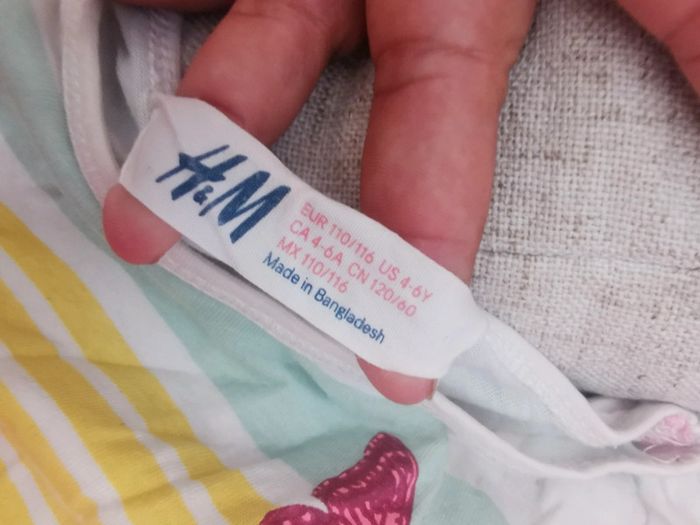 H&M
EUR 110/116 US 4-6Y
CA 4-6A CN 120/60
MX 110/116
Made in Bangladesh